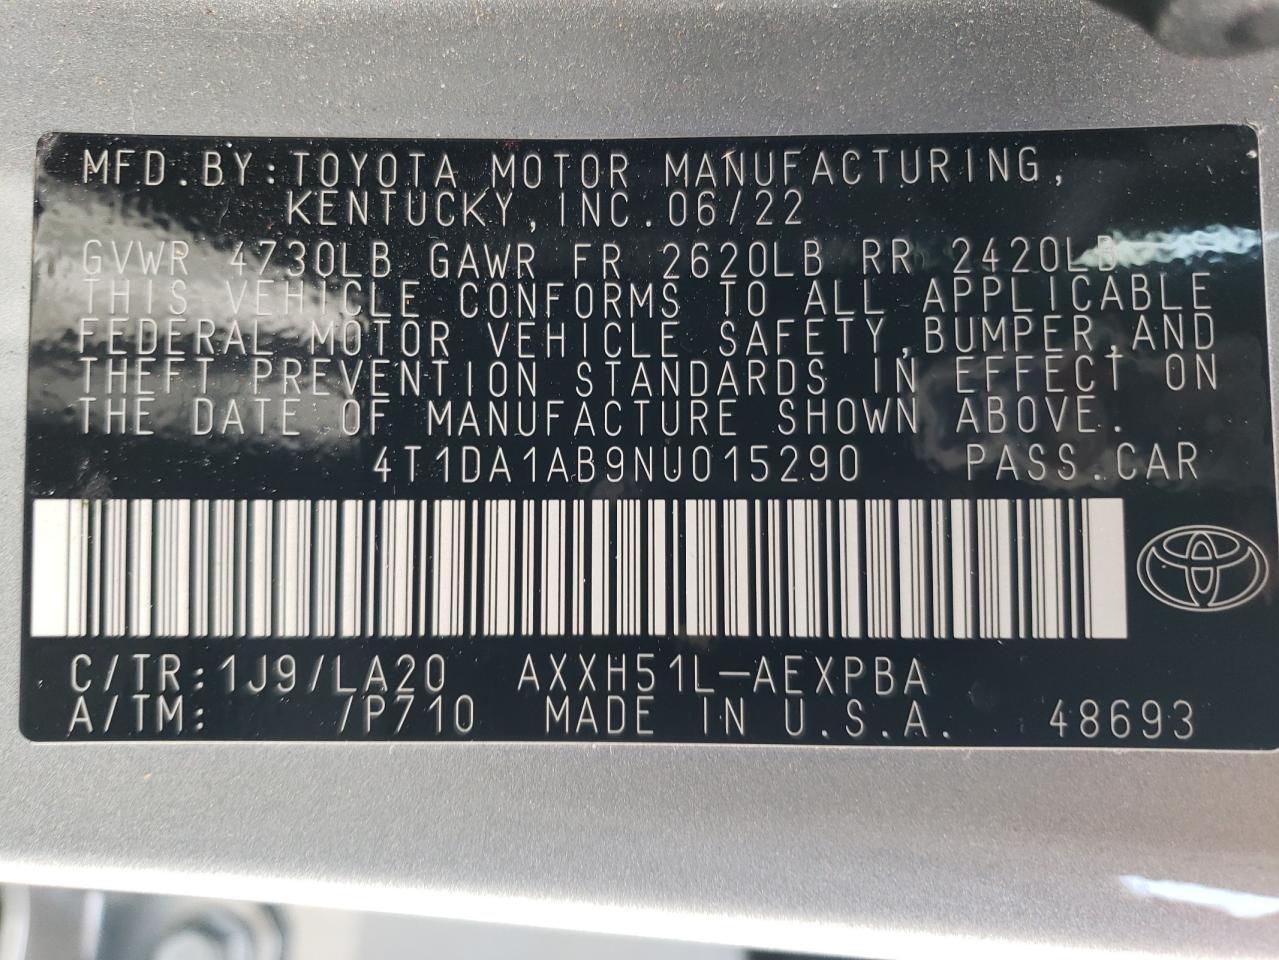 MFD.BY:TOYOTA MOTOR MANUFACTURING,
KENTUCKY,INC.06/22
GVWR 4730LB GAWR FR 2620LB RR 2420LB
THIS VEHICLE CONFORMS TO ALL APPLICABLE
FEDERAL MOTOR VEHICLE SAFETY,BUMPER,AND
THEFT PREVENTION STANDARDS IN EFFECT ON
THE DATE OF MANUFACTURE SHOWN ABOVE.
4T1DA1AB9NU015290 PASS.CAR
C/TR:1J9/LA20 AXXH51L-AEXPBA
A/TM: /P710 MADE IN U.S.A. 48693